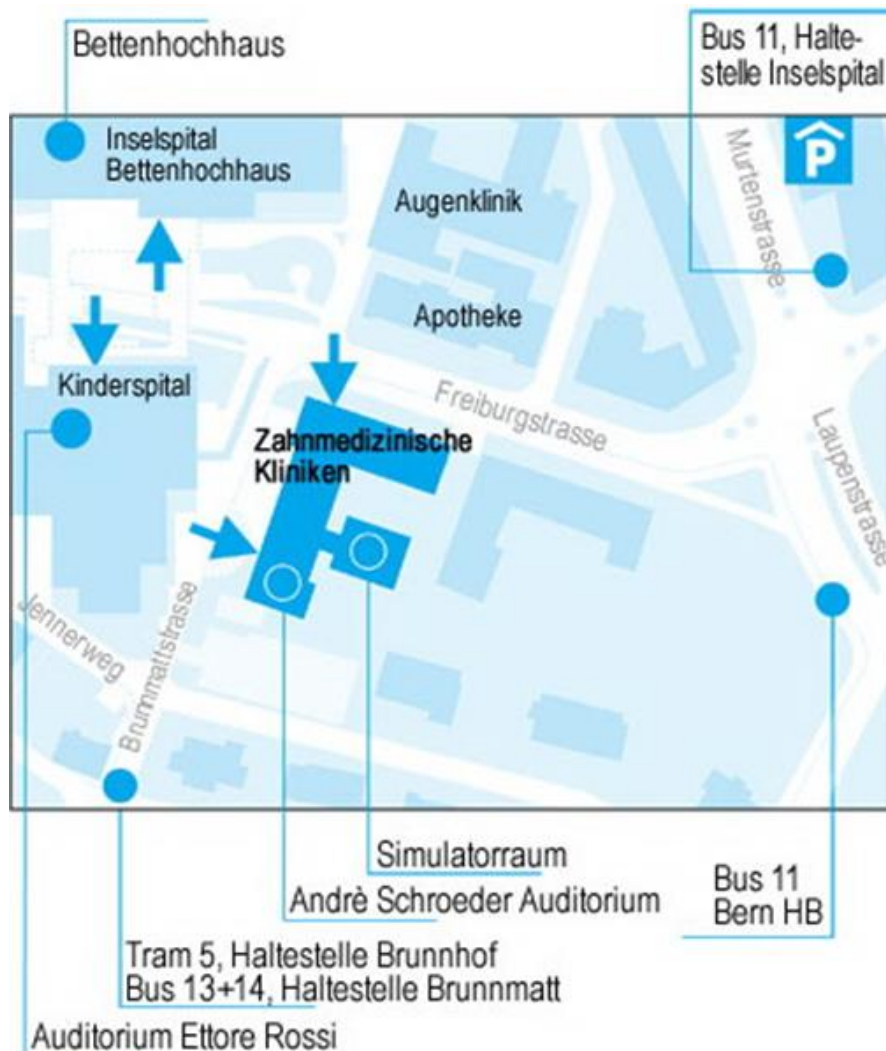 Bettenhochhaus
Bus 11, Halte-
stelle Inselspital
Inselspital
Bettenhochhaus
P
Augenklinik
Murtenstrasse
Apotheke
Kinderspital
Freiburgstrasse
Zahnmedizinische
Kliniken
Laupenstrasse
Jennerweg
Brunnmattstrasse
Simulatorraum
Andrè Schroeder Auditorium
Bus 11
Bern HB
Tram 5, Haltestelle Brunnhof
Bus 13+14, Haltestelle Brunnmatt
Auditorium Ettore Rossi